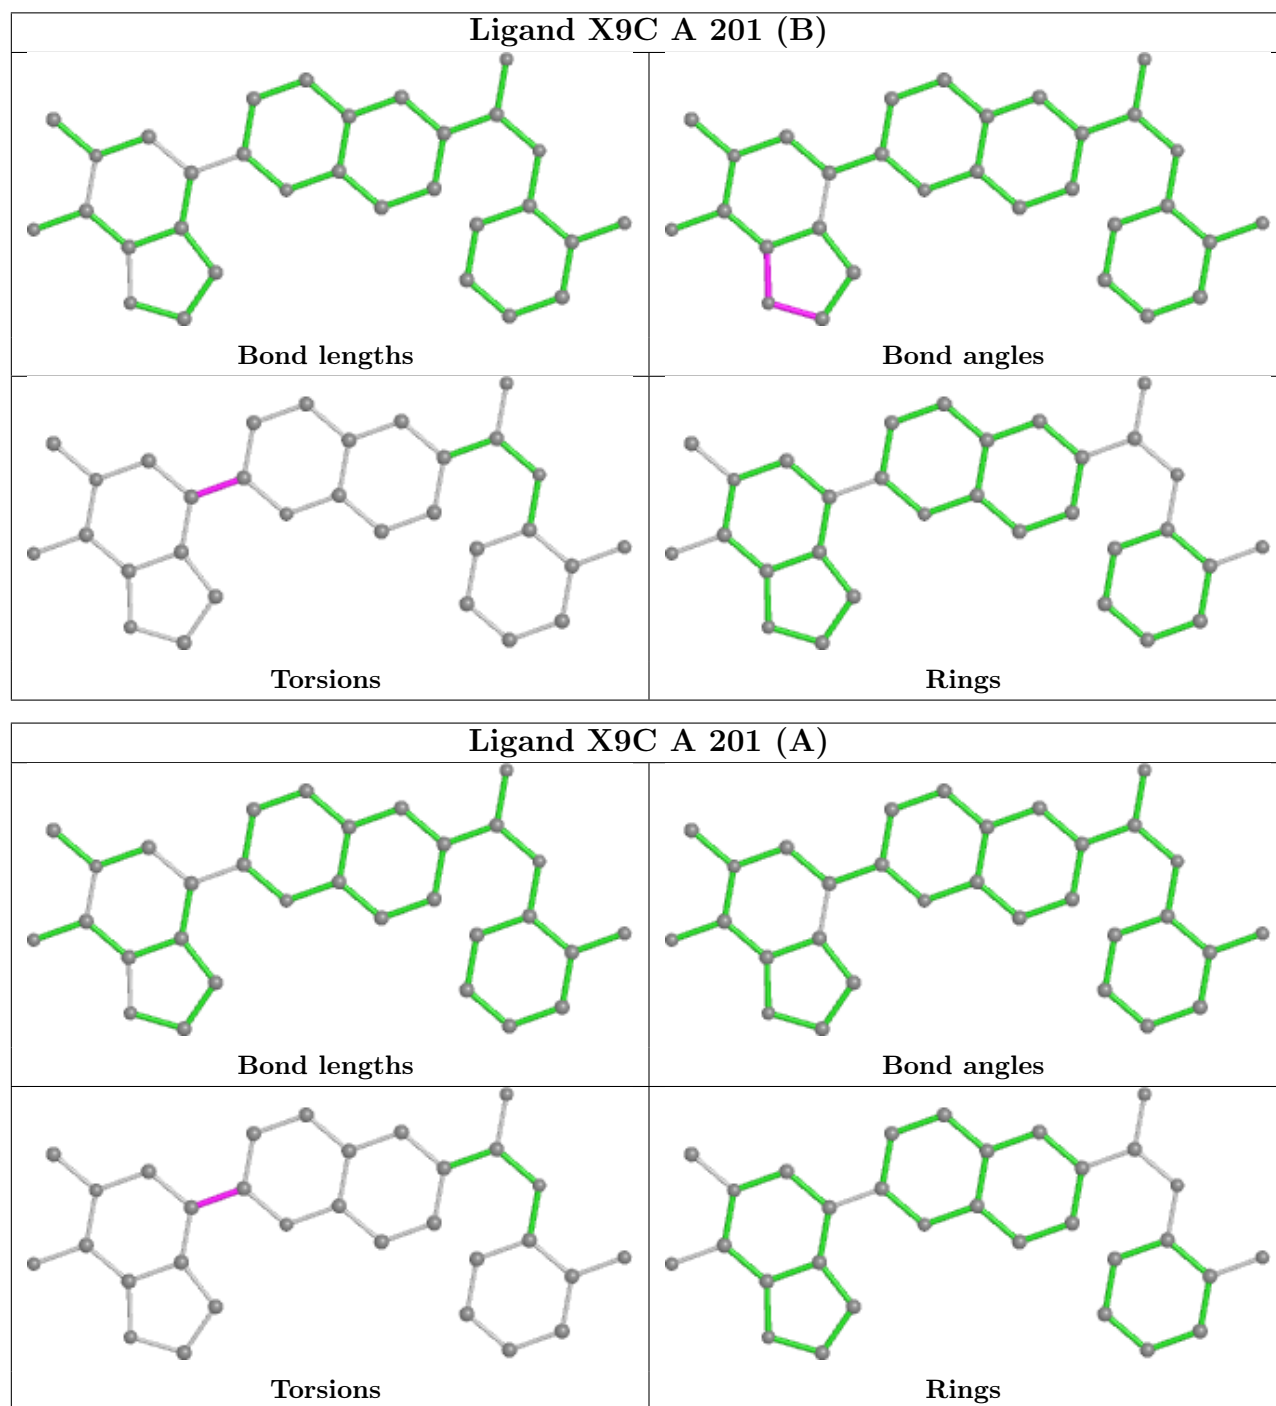 Ligand X9C A 201 (B)
Bond lengths
Bond angles
Torsions
Rings
Ligand X9C A 201 (A)
Bond lengths
Bond angles
Torsions
Rings